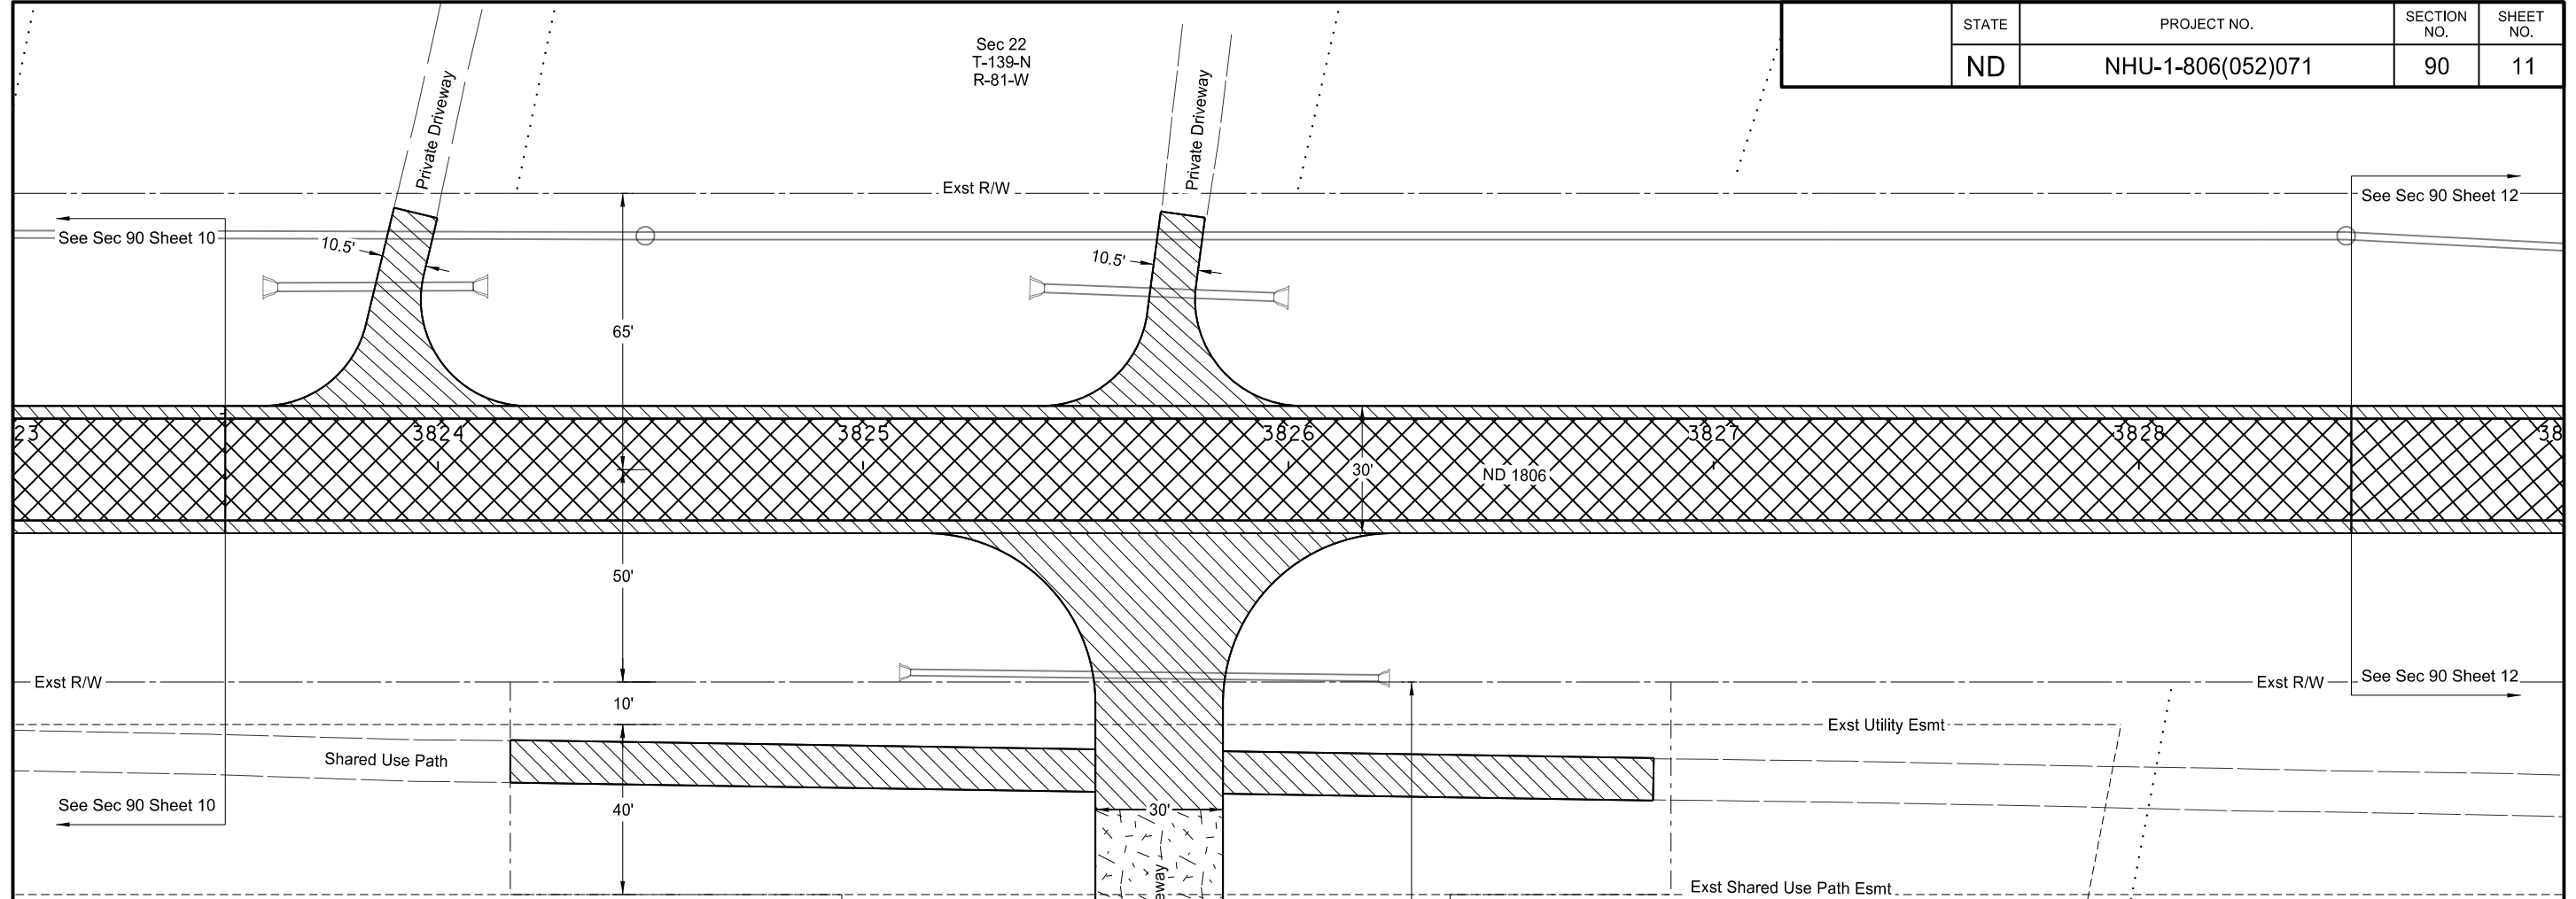 STATE
PROJECT NO.
SECTION
NO.
SHEET
NO.
ND
NHU-1-806(052)071
90
11
Sec 22
T-139-N
R-81-W
Private Driveway
Private Driveway
Exst R/W
See Sec 90 Sheet 10
See Sec 90 Sheet 12
10.5'
10.5'
65'
23
3824
3825
3826
3827
3828
38
30'
ND 1806
50'
Exst R/W
Exst R/W
See Sec 90 Sheet 12
10'
Exst Utility Esmt
Shared Use Path
See Sec 90 Sheet 10
40'
30'
eway
Exst Shared Use Path Esmt